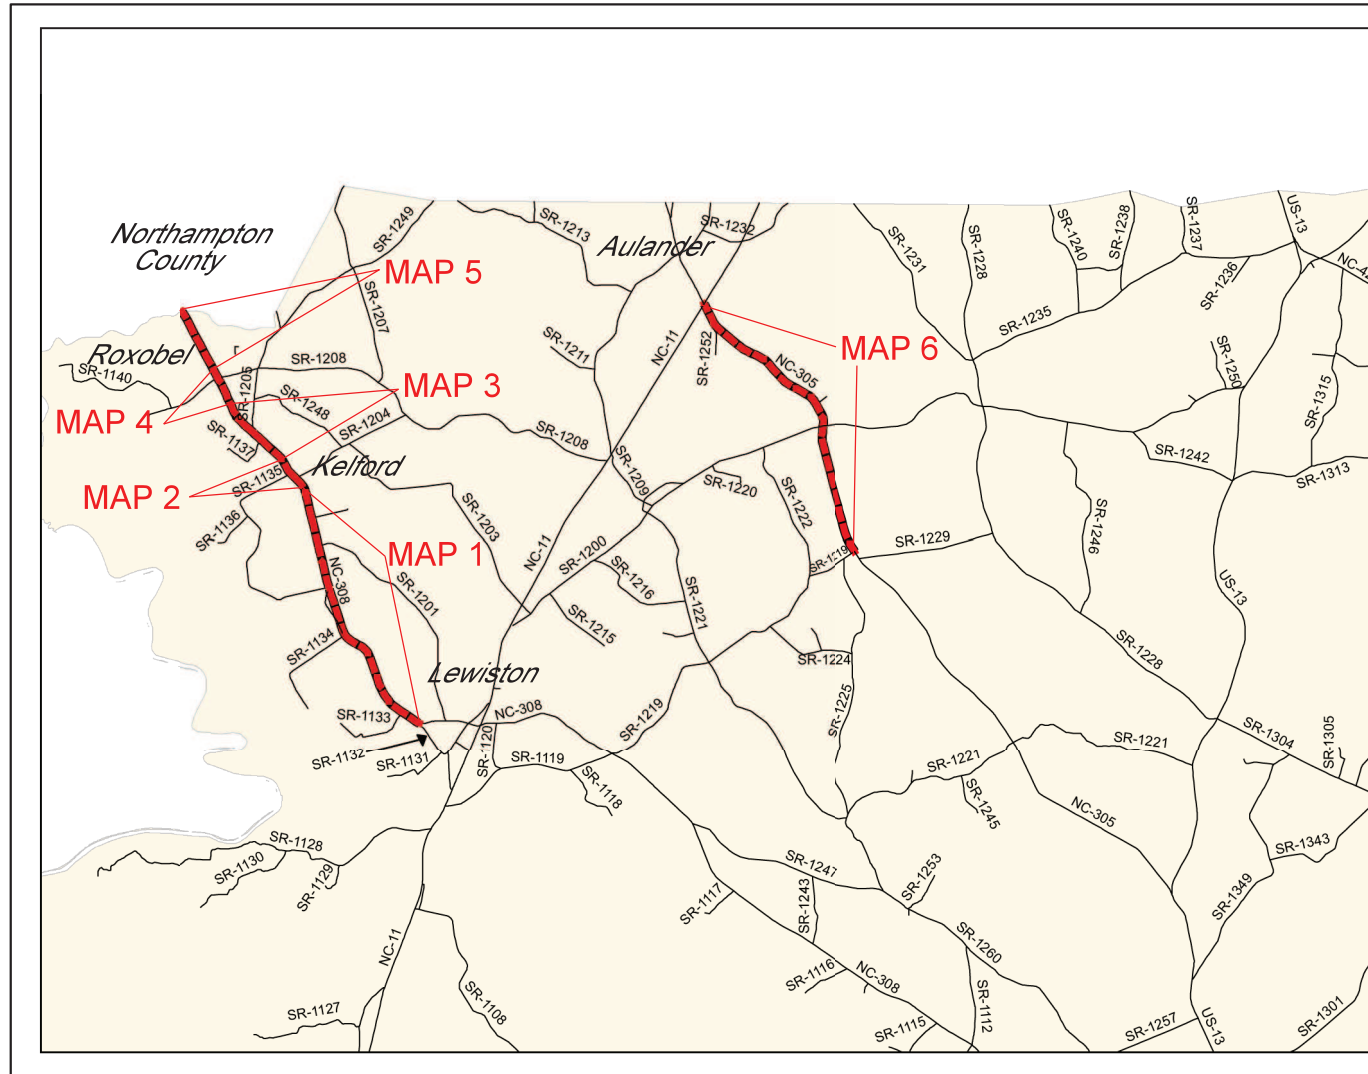 SR-1249
SR-1213
SR-1232
SR-1231
SR-1228
SR-1240
SR-1238
SR-1237
US-13
Northampton
County
Aulander
SR-1236
NC-42
MAP 5
SR-1207
SR-1235
Roxobel
SR-1208
SR-1211
NC-11
SR-1252
MAP 6
SR-1140
SR-1205
MAP 3
NC-305
SR-1250
SR-1315
SR-1248
MAP 4
SR-1204
SR-1208
SR-1137
SR-1242
Kelford
SR-1135
SR-1209
SR-1220
SR-1313
MAP 2
SR-1136
SR-1203
SR-1222
SR-1246
MAP 1
NC-11
SR-1200
SR-1219
SR-1229
NC-308
SR-1201
SR-1216
SR-1221
US-13
SR-1215
SR-1134
SR-1228
Lewiston
SR-1224
SR-1225
SR-1133
NC-308
SR-1219
SR-1132
SR-1131
SR-1120
SR-1119
SR-1221
SR-1221
SR-1304
SR-1305
SR-1118
SR-1245
NC-305
SR-1128
SR-1130
SR-1129
SR-1247
SR-1253
SR-1343
SR-1117
SR-1243
SR-1349
NC-11
SR-1260
SR-1116
NC-308
SR-1127
SR-1108
SR-1115
SR-1112
SR-1257
US-13
SR-1301